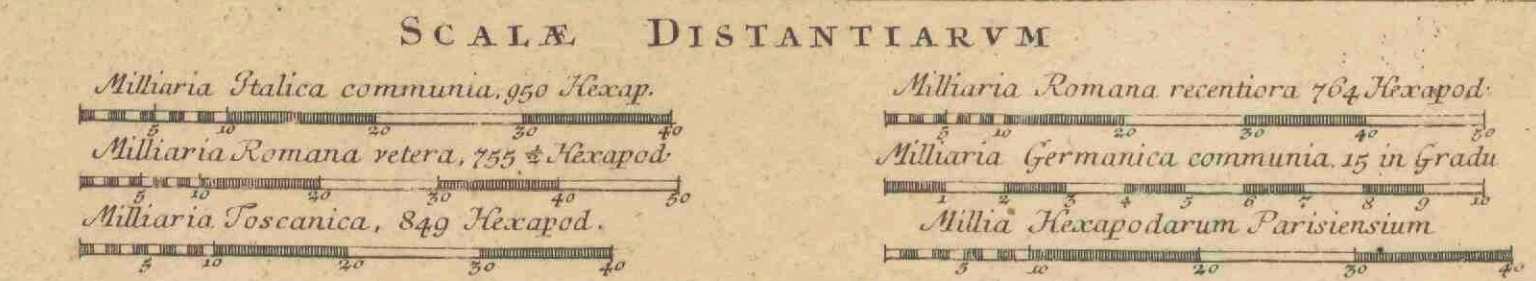 SCALÆ DISTANTIARVM
Milliaria Italica communia, 950 Hexap.
5 10 20 30 40
Milliaria Romana vetera, 755 ½ Hexapod.
5 10 20 30 40 50
Milliaria Toscanica, 849 Hexapod.
5 10 20 30 40
Milliaria Romana recentiora 764 Hexapod.
5 10 20 30 40 50
Milliaria Germanica communia. 15 in Gradu
1 2 3 4 5 6 7 8 9 10
Millia Hexapodarum Parisiensium
5 10 20 30 40